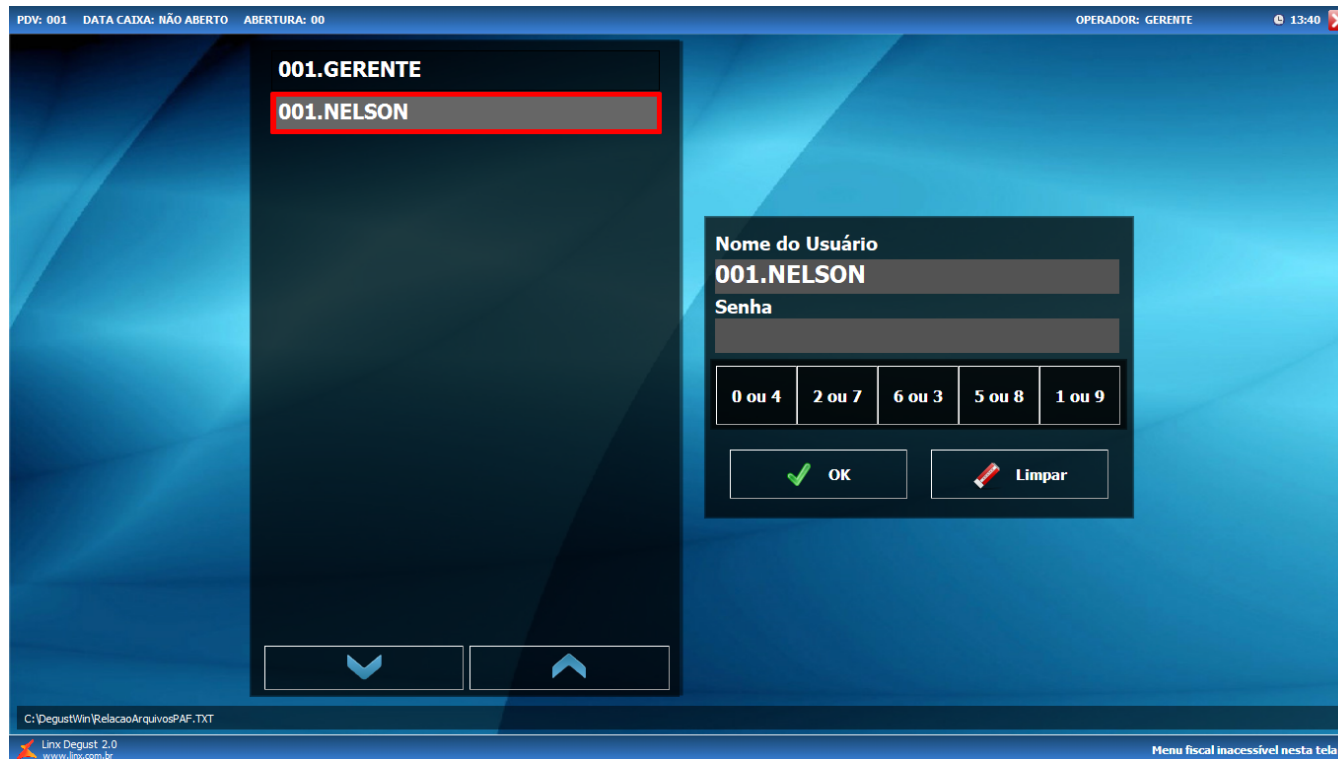 PDV: 001 DATA CAIXA: NÃO ABERTO ABERTURA: 00 OPERADOR: GERENTE 13:40
001.GERENTE
001.NELSON
Nome do Usuário
001.NELSON
Senha
0 ou 4 2 ou 7 6 ou 3 5 ou 8 1 ou 9
OK Limpar
C:\DegustWin\RelacaoArquivosPAF.TXT
Linx Degust 2.0
www.linx.com.br
Menu fiscal inacessível nesta tela